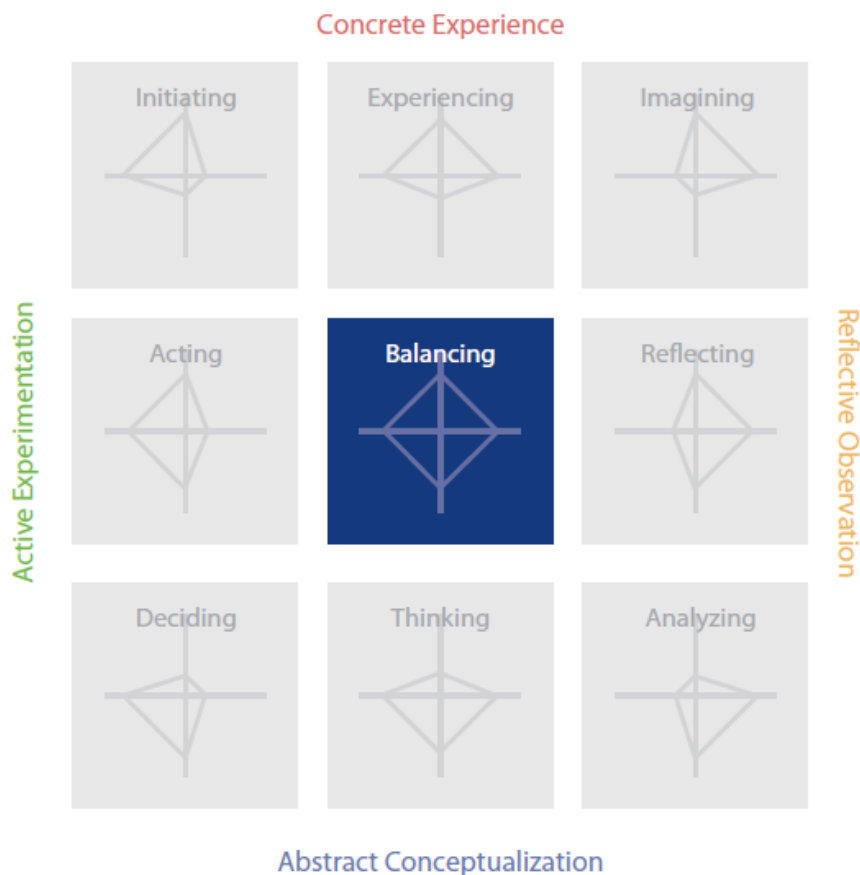 Concrete Experience
Initiating
Experiencing
Imagining
Active Experimentation
Acting
Balancing
Reflecting
Reflective Observation
Deciding
Thinking
Analyzing
Abstract Conceptualization